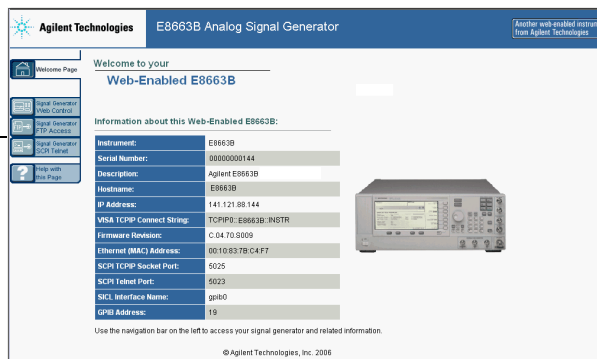 Agilent Technologies
E8663B Analog Signal Generator
Another web-enabled instrum
from Agilent Technologies
Welcome Page
Signal Generator
Web Control
Signal Generator
FTP Access
Signal Generator
SCPI Telnet
Help with
this Page
Welcome to your
Web-Enabled E8663B
Information about this Web-Enabled E8663B:
Instrument: E8663B
Serial Number: 00000000144
Description: Agilent E8663B
Hostname: E8663B
IP Address: 141.121.88.144
VISA TCPIP Connect String: TCPIP0::E8663B::INSTR
Firmware Revision: C.04.70.S009
Ethernet (MAC) Address: 00:10:83:7B:C4:F7
SCPI TCPIP Socket Port: 5025
SCPI Telnet Port: 5023
SICL Interface Name: gpib0
GPIB Address: 19
Use the navigation bar on the left to access your signal generator and related information.
© Agilent Technologies, Inc. 2006